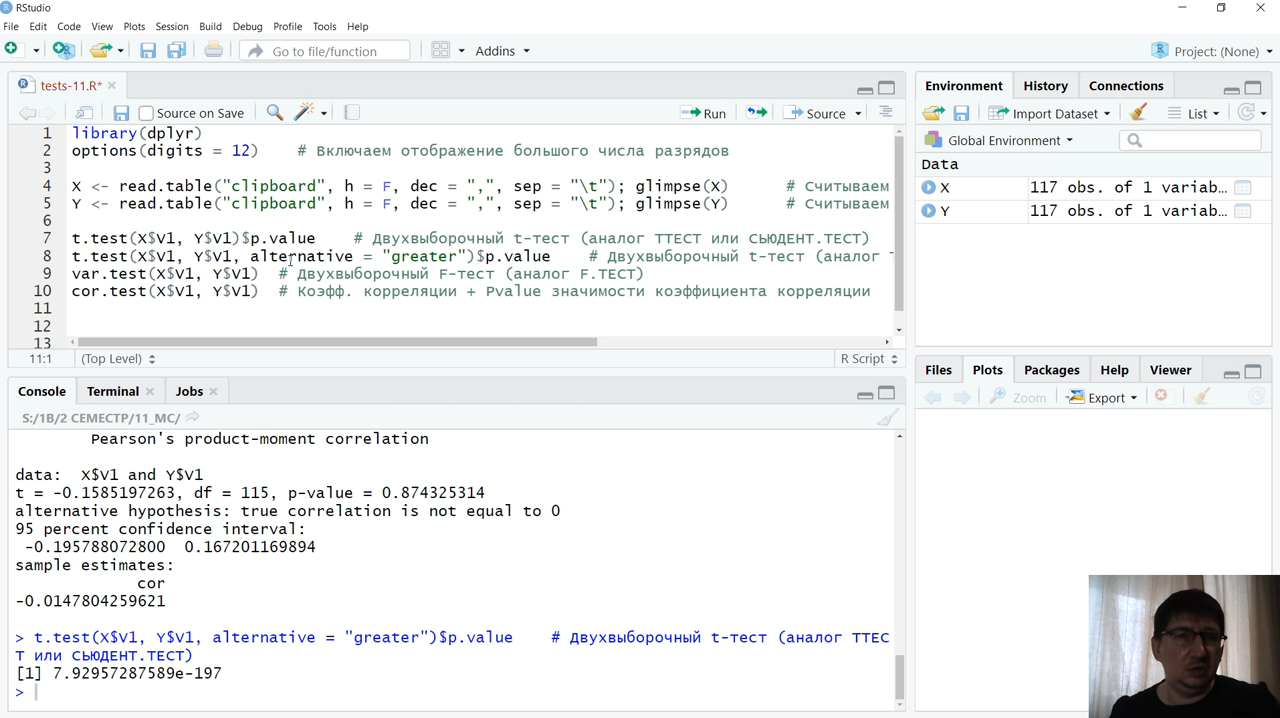 RStudio
File Edit Code View Plots Session Build Debug Profile Tools Help
Go to file/function
Addins
Project: (None)
tests-11.R*
Source on Save
Run
Source
1 library(dplyr)
2 options(digits = 12) # Включаем отображение большого числа разрядов
3
4 X <- read.table("clipboard", h = F, dec = ",", sep = "\t"); glimpse(X) # Считываем
5 Y <- read.table("clipboard", h = F, dec = ",", sep = "\t"); glimpse(Y) # Считываем
6
7 t.test(X$V1, Y$V1)$p.value # Двухвыборочный t-тест (аналог ТТЕСТ или СЬЮДЕНТ.ТЕСТ)
8 t.test(X$V1, Y$V1, alternative = "greater")$p.value # Двухвыборочный t-тест (аналог
9 var.test(X$V1, Y$V1) # Двухвыборочный F-тест (аналог F.ТЕСТ)
10 cor.test(X$V1, Y$V1) # Коэфф. корреляции + Pvalue значимости коэффициента корреляции
11
12
13
11:1 (Top Level) R Script
Console Terminal Jobs
S:/1B/2 СЕМЕСТР/11_МС/
Pearson's product-moment correlation
data: X$V1 and Y$V1
t = -0.1585197263, df = 115, p-value = 0.874325314
alternative hypothesis: true correlation is not equal to 0
95 percent confidence interval:
-0.195788072800 0.167201169894
sample estimates:
cor
-0.0147804259621
> t.test(X$V1, Y$V1, alternative = "greater")$p.value # Двухвыборочный t-тест (аналог ТТЕС
Т или СЬЮДЕНТ.ТЕСТ)
[1] 7.92957287589e-197
>
Environment History Connections
Import Dataset
List
Global Environment
Data
X 117 obs. of 1 variab...
Y 117 obs. of 1 variab...
Files Plots Packages Help Viewer
Zoom Export